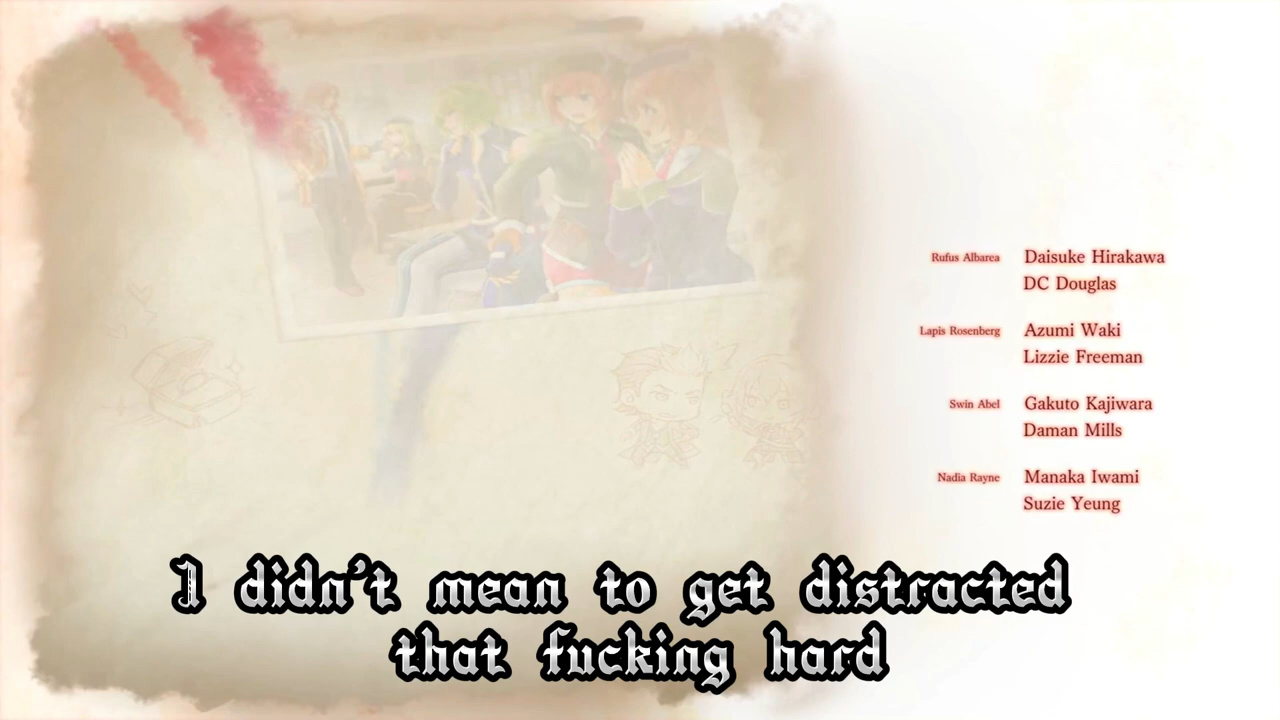 Rufus Albarea Daisuke Hirakawa
DC Douglas
Lapis Rosenberg Azumi Waki
Lizzie Freeman
Swin Abel Gakuto Kajiwara
Daman Mills
Nadia Rayne Manaka Iwami
Suzie Yeung
I didn't mean to get distracted
that fucking hard